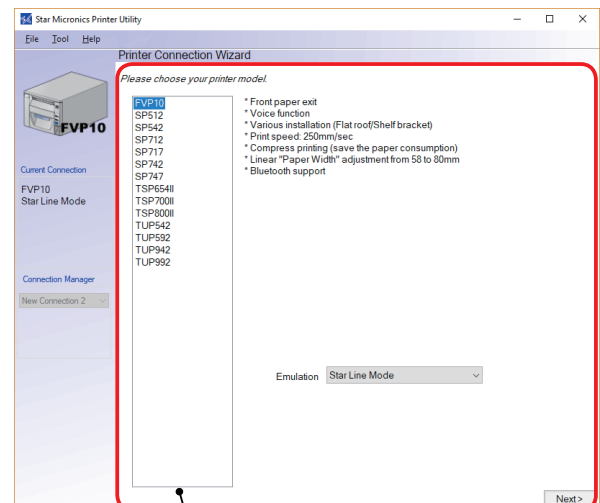 Star Micronics Printer Utility
File Tool Help
Printer Connection Wizard
Please choose your printer model.
FVP10
Current Connection
FVP10
Star Line Mode
Connection Manager
New Connection 2
FVP10
SP512
SP542
SP712
SP717
SP742
SP747
TSP654II
TSP700II
TSP800II
TUP542
TUP592
TUP942
TUP992
* Front paper exit
* Voice function
* Various installation (Flat roof/Shelf bracket)
* Print speed: 250mm/sec
* Compress printing (save the paper consumption)
* Linear "Paper Width" adjustment from 58 to 80mm
* Bluetooth support
Emulation Star Line Mode
Next >